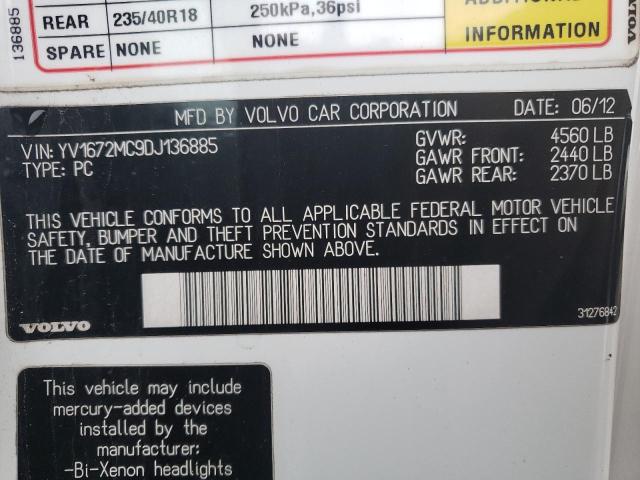 136885
REAR 235/40R18 250kPa,36psi
SPARE NONE NONE
ADDITIONAL
INFORMATION
VOLVO
MFD BY VOLVO CAR CORPORATION DATE: 06/12
VIN: YV1672MC9DJ136885
TYPE: PC
GVWR: 4560 LB
GAWR FRONT: 2440 LB
GAWR REAR: 2370 LB
THIS VEHICLE CONFORMS TO ALL APPLICABLE FEDERAL MOTOR VEHICLE
SAFETY, BUMPER AND THEFT PREVENTION STANDARDS IN EFFECT ON
THE DATE OF MANUFACTURE SHOWN ABOVE.
VOLVO
31276842
This vehicle may include
mercury-added devices
installed by the
manufacturer:
-Bi-Xenon headlights